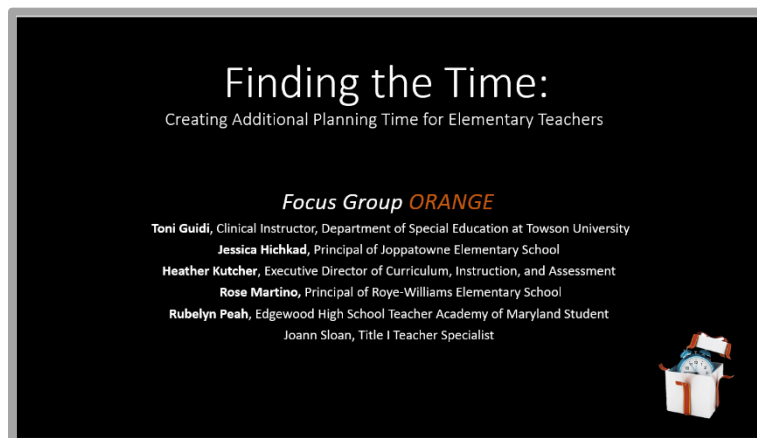 Finding the Time:
Creating Additional Planning Time for Elementary Teachers
Focus Group ORANGE
Toni Guidi, Clinical Instructor, Department of Special Education at Towson University
Jessica Hichkad, Principal of Joppatowne Elementary School
Heather Kutcher, Executive Director of Curriculum, Instruction, and Assessment
Rose Martino, Principal of Roye-Williams Elementary School
Rubelyn Peah, Edgewood High School Teacher Academy of Maryland Student
Joann Sloan, Title I Teacher Specialist